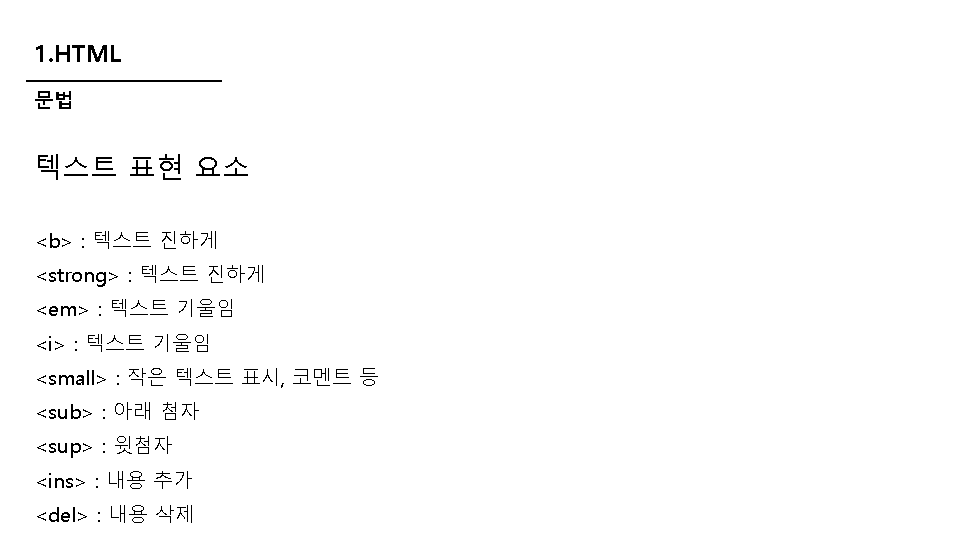 1.HTML
문법
텍스트 표현 요소
<b> : 텍스트 진하게
<strong> : 텍스트 진하게
<em> : 텍스트 기울임
<i> : 텍스트 기울임
<small> : 작은 텍스트 표시, 코멘트 등
<sub> : 아래 첨자
<sup> : 윗첨자
<ins> : 내용 추가
<del> : 내용 삭제